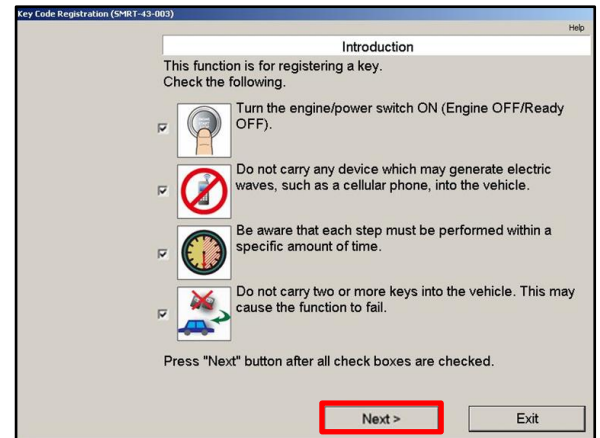 Key Code Registration (SMRT-43-003)
Help
Introduction
This function is for registering a key.
Check the following.
Turn the engine/power switch ON (Engine OFF/Ready
OFF).
Do not carry any device which may generate electric
waves, such as a cellular phone, into the vehicle.
Be aware that each step must be performed within a
specific amount of time.
Do not carry two or more keys into the vehicle. This may
cause the function to fail.
Press "Next" button after all check boxes are checked.
Next >
Exit